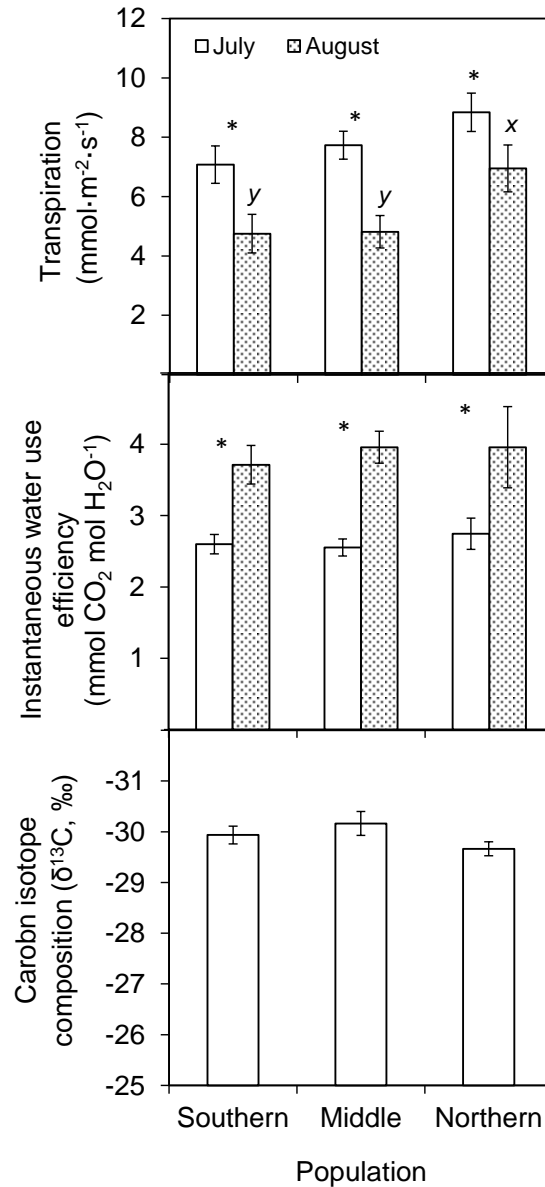 Transpiration
(mmol·m⁻²·s⁻¹)
12
10
8
6
4
2
July August
*
y
*
y
*
x
Instantaneous water use
efficiency
(mmol CO₂ mol H₂O⁻¹)
4
3
2
1
*
*
*
Carobn isotope
composition (δ¹³C, ‰)
-31
-30
-29
-28
-27
-26
-25
Southern Middle Northern
Population